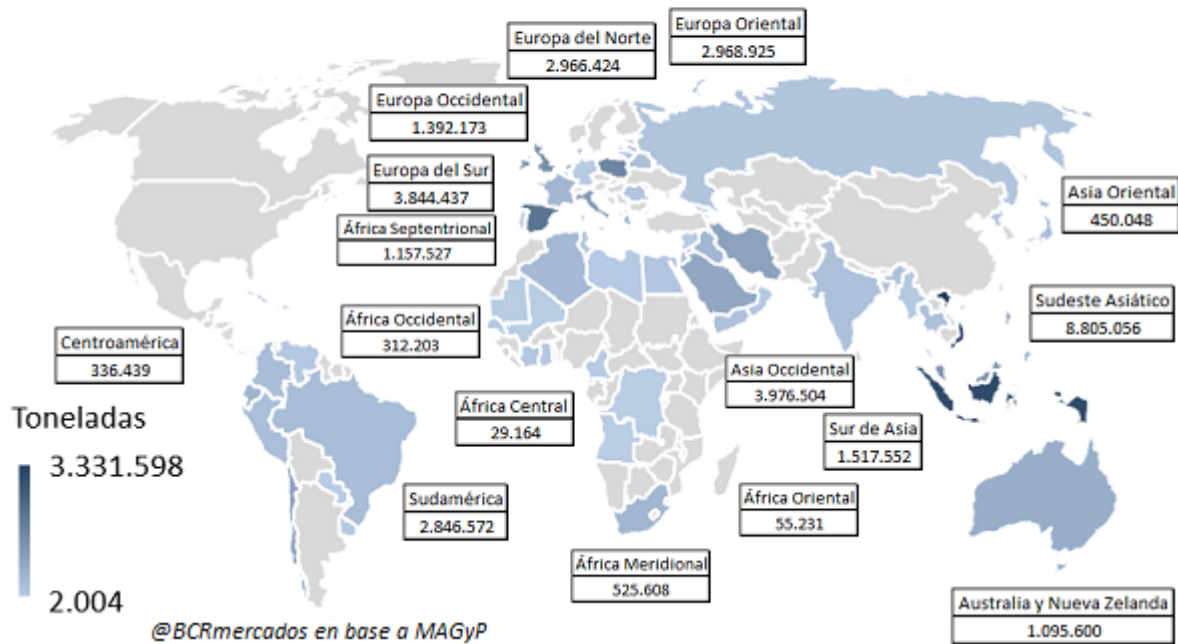 Europa del Norte
2.966.424
Europa Oriental
2.968.925
Europa Occidental
1.392.173
Europa del Sur
3.844.437
África Septentrional
1.157.527
Asia Oriental
450.048
Sudeste Asiático
8.805.056
África Occidental
312.203
Centroamérica
336.439
Asia Occidental
3.976.504
África Central
29.164
Sur de Asia
1.517.552
Toneladas
3.331.598
2.004
Sudamérica
2.846.572
África Oriental
55.231
África Meridional
525.608
Australia y Nueva Zelanda
1.095.600
@BCRmercados en base a MAGyP